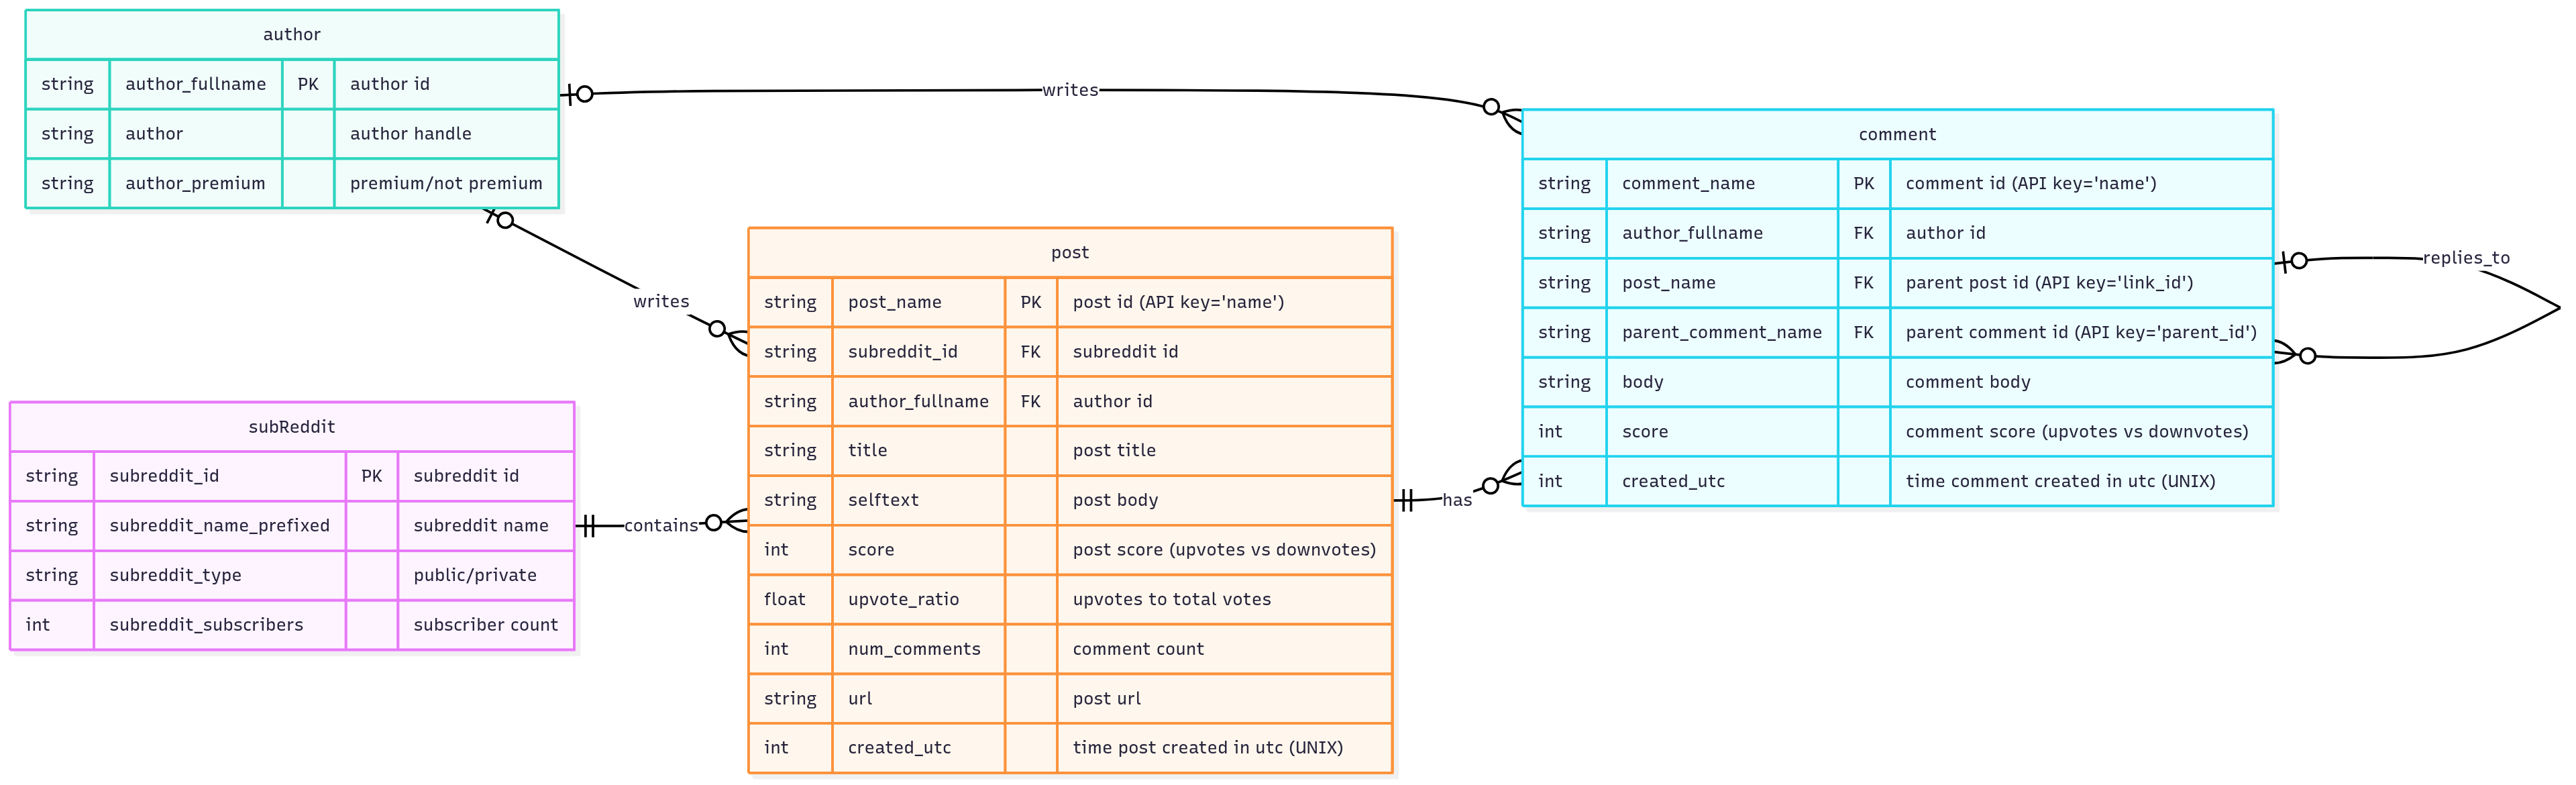 author
string author_fullname PK author id
string author author handle
string author_premium premium/not premium
writes
writes
subReddit
string subreddit_id PK subreddit id
string subreddit_name_prefixed subreddit name
string subreddit_type public/private
int subreddit_subscribers subscriber count
contains
post
string post_name PK post id (API key='name')
string subreddit_id FK subreddit id
string author_fullname FK author id
string title post title
string selftext post body
int score post score (upvotes vs downvotes)
float upvote_ratio upvotes to total votes
int num_comments comment count
string url post url
int created_utc time post created in utc (UNIX)
has
comment
string comment_name PK comment id (API key='name')
string author_fullname FK author id
string post_name FK parent post id (API key='link_id')
string parent_comment_name FK parent comment id (API key='parent_id')
string body comment body
int score comment score (upvotes vs downvotes)
int created_utc time comment created in utc (UNIX)
replies_to